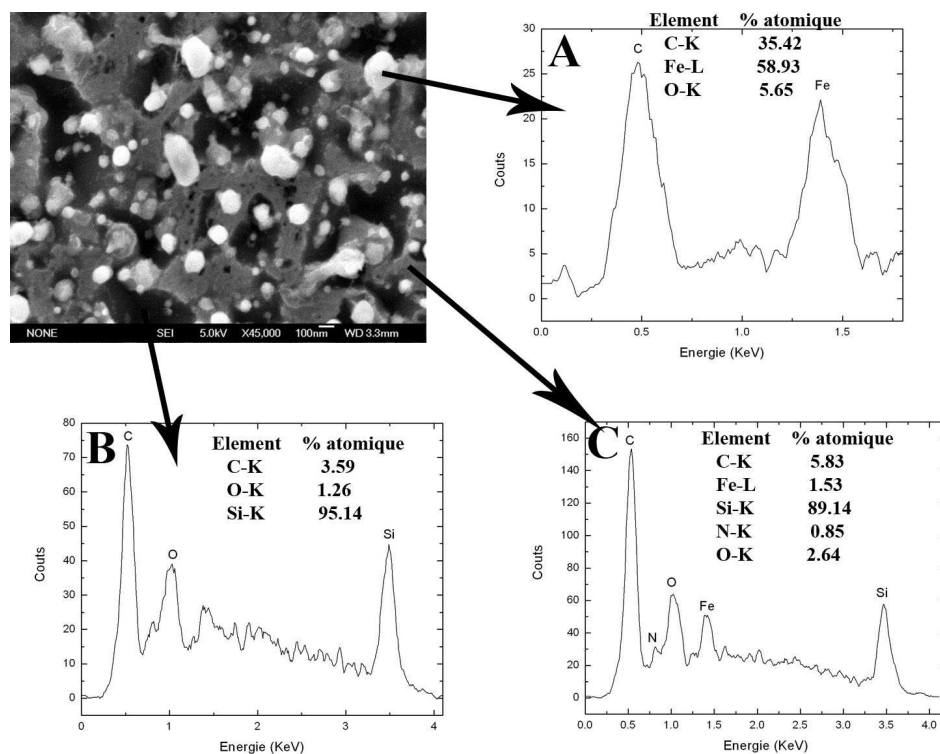 NONE SEI 5.0kV X45,000 100nm WD 3.3mm
A
Element % atomique
C-K 35.42
Fe-L 58.93
O-K 5.65
C
Fe
30
25
20
15
10
5
0
Couts
0.0 0.5 1.0 1.5
Energie (KeV)
B
Element % atomique
C-K 3.59
O-K 1.26
Si-K 95.14
C
O
Si
80
70
60
50
40
30
20
10
0
Couts
0 1 2 3 4
Energie (KeV)
C
Element % atomique
C-K 5.83
Fe-L 1.53
Si-K 89.14
N-K 0.85
O-K 2.64
C
N
O
Fe
Si
160
140
120
100
80
60
40
20
0
Couts
0.0 0.5 1.0 1.5 2.0 2.5 3.0 3.5 4.0
Energie (KeV)